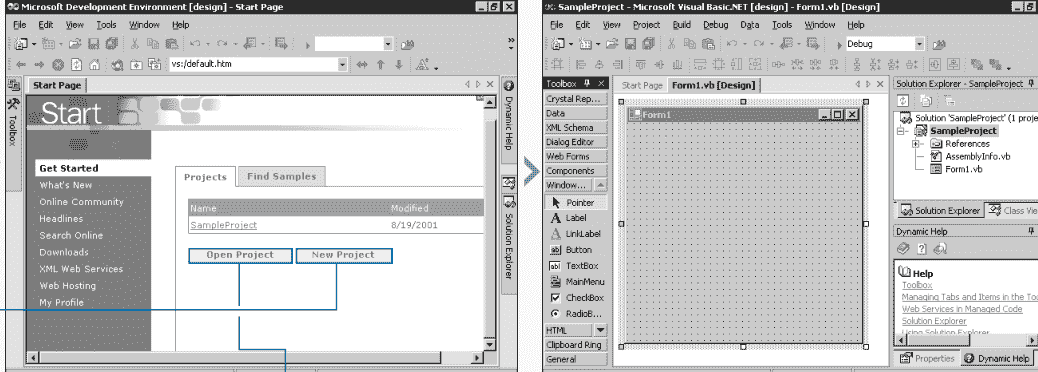 Microsoft Development Environment [design] - Start Page
File Edit View Tools Window Help
vs:/default.htm
Start Page
Toolbox
Start
Get Started
What's New
Online Community
Headlines
Search Online
Downloads
XML Web Services
Web Hosting
My Profile
Projects Find Samples
Name Modified
SampleProject 8/19/2001
Open Project New Project
Dynamic Help
Solution Explorer
SampleProject - Microsoft Visual Basic.NET [design] - Form1.vb [Design]
File Edit View Project Build Debug Data Tools Window Help
Debug
Toolbox
Crystal Rep...
Data
XML Schema
Dialog Editor
Web Forms
Components
Window...
Pointer
A Label
A LinkLabel
ab Button
abl TextBox
MainMenu
CheckBox
RadioB...
HTML
Clipboard Ring
General
Start Page Form1.vb [Design]
Form1
Solution Explorer - SampleProject
Solution 'SampleProject' (1 proje
SampleProject
References
AssemblyInfo.vb
Form1.vb
Solution Explorer Class Vie
Dynamic Help
Help
Toolbox
Managing Tabs and Items in the Too
Web Services in Managed Code
Solution Explorer
Using Solution Explorer
Properties Dynamic Help